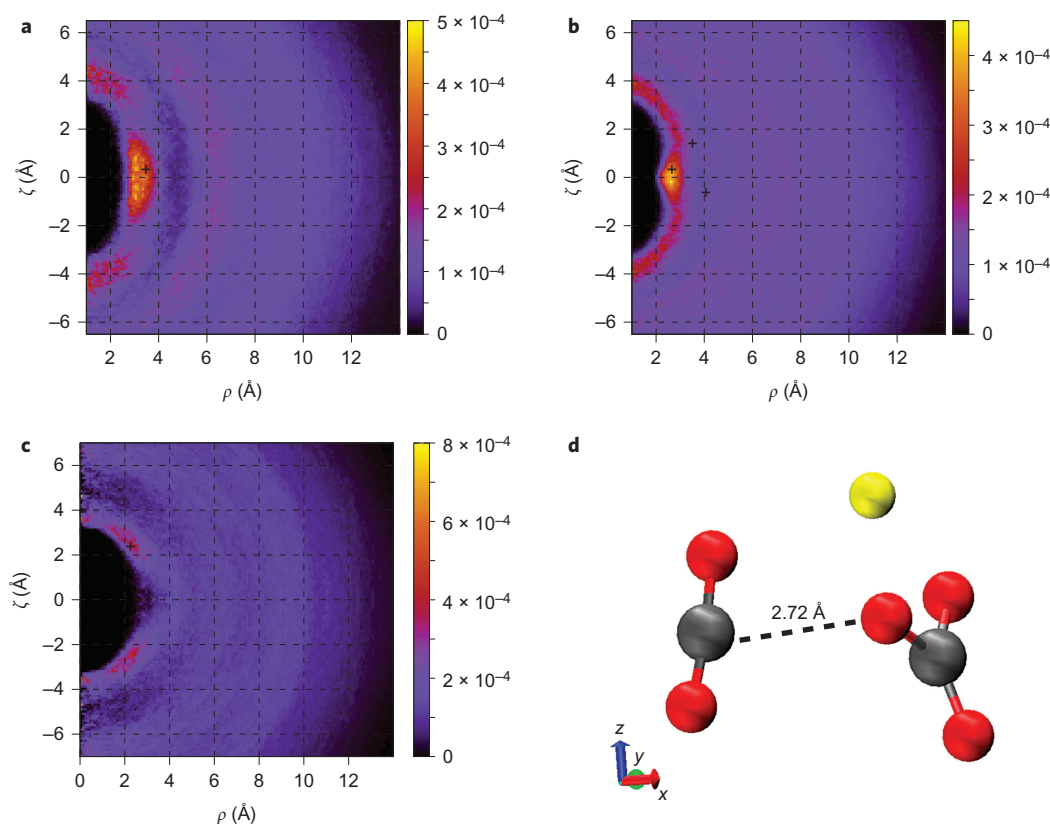 a
6
4
2
0
−2
−4
−6
ζ (Å)
2 4 6 8 10 12
ρ (Å)
5 × 10⁻⁴
4 × 10⁻⁴
3 × 10⁻⁴
2 × 10⁻⁴
1 × 10⁻⁴
0
b
6
4
2
0
−2
−4
−6
ζ (Å)
2 4 6 8 10 12
ρ (Å)
4 × 10⁻⁴
3 × 10⁻⁴
2 × 10⁻⁴
1 × 10⁻⁴
0
c
6
4
2
0
−2
−4
−6
ζ (Å)
0 2 4 6 8 10 12
ρ (Å)
8 × 10⁻⁴
6 × 10⁻⁴
4 × 10⁻⁴
2 × 10⁻⁴
0
d
2.72 Å
z
y
x